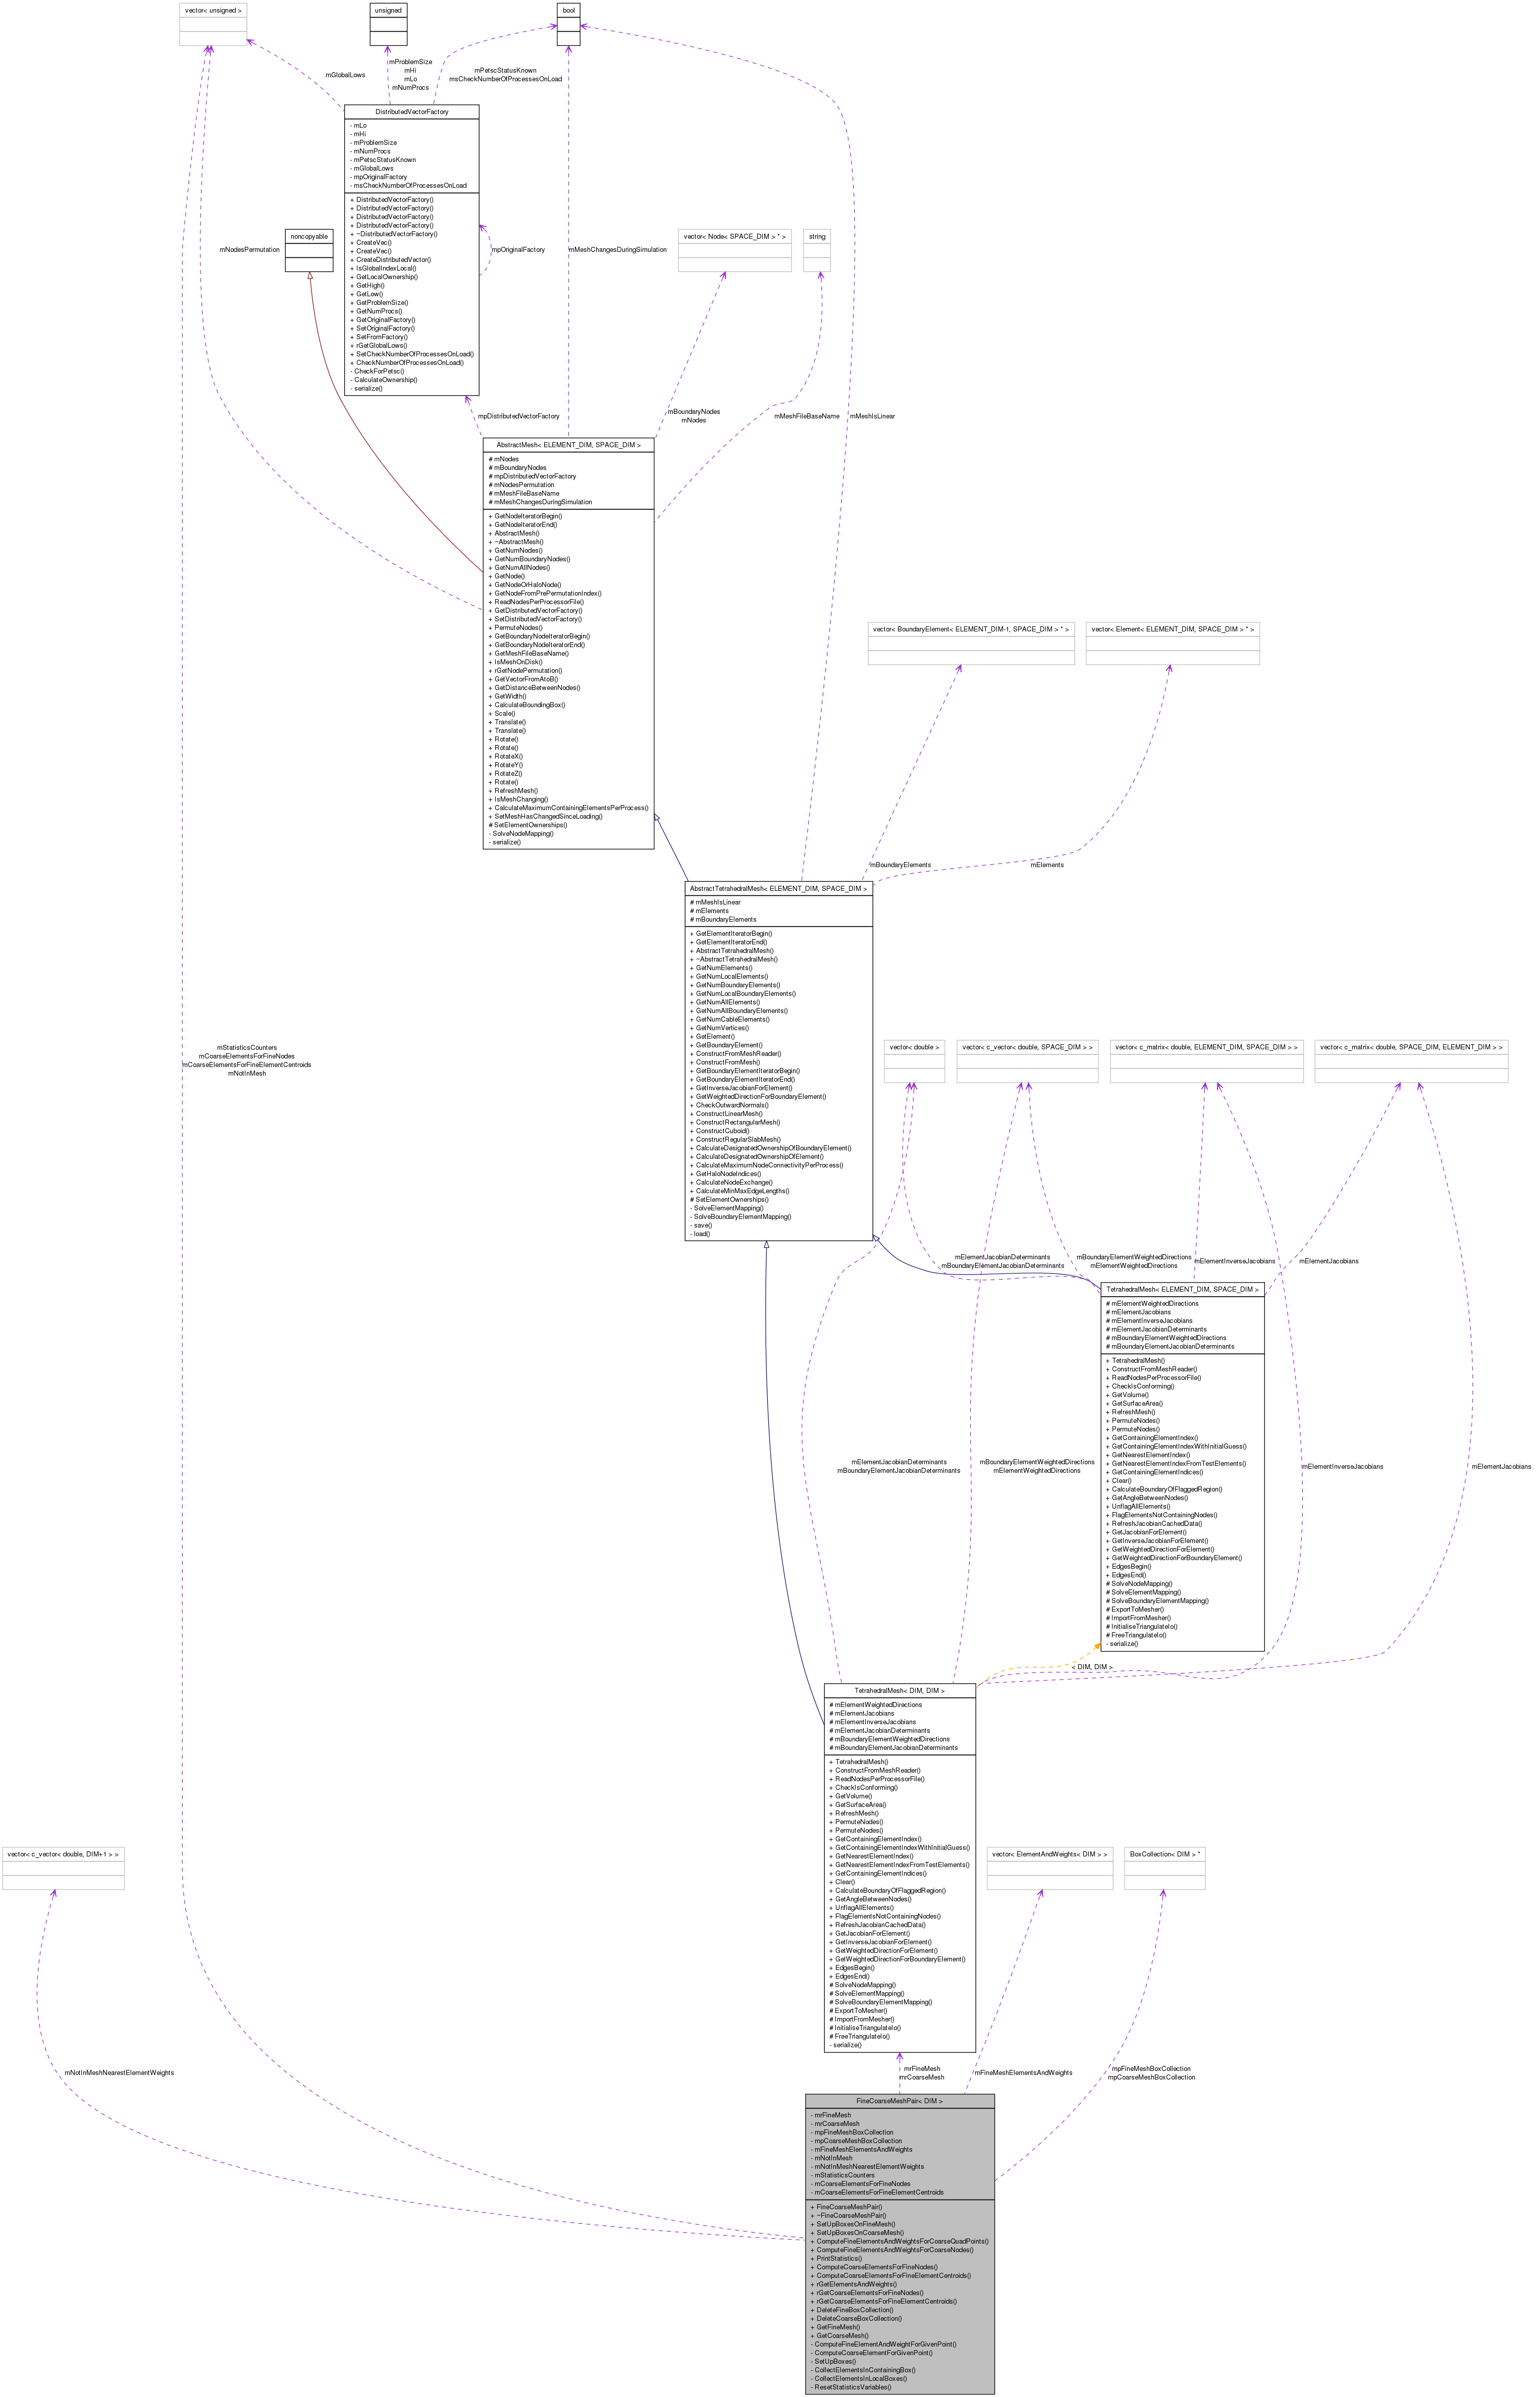 vector< unsigned >
unsigned
bool
mGlobalLows
mProblemSize
mHi
mLo
mNumProcs
mPetscStatusKnown
msCheckNumberOfProcessesOnLoad
DistributedVectorFactory
- mLo
- mHi
- mProblemSize
- mNumProcs
- mPetscStatusKnown
- mGlobalLows
- mpOriginalFactory
- msCheckNumberOfProcessesOnLoad
+ DistributedVectorFactory()
+ DistributedVectorFactory()
+ DistributedVectorFactory()
+ DistributedVectorFactory()
+ ~DistributedVectorFactory()
+ CreateVec()
+ CreateVec()
+ CreateDistributedVector()
+ IsGlobalIndexLocal()
+ GetLocalOwnership()
+ GetHigh()
+ GetLow()
+ GetProblemSize()
+ GetNumProcs()
+ GetOriginalFactory()
+ SetOriginalFactory()
+ SetFromFactory()
+ rGetGlobalLows()
+ SetCheckNumberOfProcessesOnLoad()
+ CheckNumberOfProcessesOnLoad()
- CheckForPetsc()
- CalculateOwnership()
- serialize()
noncopyable
mNodesPermutation
mpOriginalFactory
mMeshChangesDuringSimulation
vector< Node< SPACE_DIM > * >
string
mpDistributedVectorFactory
mBoundaryNodes
mNodes
mMeshFileBaseName
mMeshIsLinear
AbstractMesh< ELEMENT_DIM, SPACE_DIM >
# mNodes
# mBoundaryNodes
# mpDistributedVectorFactory
# mNodesPermutation
# mMeshFileBaseName
# mMeshChangesDuringSimulation
+ GetNodeIteratorBegin()
+ GetNodeIteratorEnd()
+ AbstractMesh()
+ ~AbstractMesh()
+ GetNumNodes()
+ GetNumBoundaryNodes()
+ GetNumAllNodes()
+ GetNode()
+ GetNodeOrHaloNode()
+ GetNodeFromPrePermutationIndex()
+ ReadNodesPerProcessorFile()
+ GetDistributedVectorFactory()
+ SetDistributedVectorFactory()
+ PermuteNodes()
+ GetBoundaryNodeIteratorBegin()
+ GetBoundaryNodeIteratorEnd()
+ GetMeshFileBaseName()
+ IsMeshOnDisk()
+ rGetNodePermutation()
+ GetVectorFromAtoB()
+ GetDistanceBetweenNodes()
+ GetWidth()
+ CalculateBoundingBox()
+ Scale()
+ Translate()
+ Translate()
+ Rotate()
+ Rotate()
+ RotateX()
+ RotateY()
+ RotateZ()
+ Rotate()
+ RefreshMesh()
+ IsMeshChanging()
+ CalculateMaximumContainingElementsPerProcess()
+ SetMeshHasChangedSinceLoading()
# SetElementOwnerships()
- SolveNodeMapping()
- serialize()
vector< BoundaryElement< ELEMENT_DIM-1, SPACE_DIM > * >
vector< Element< ELEMENT_DIM, SPACE_DIM > * >
mBoundaryElements
mElements
AbstractTetrahedralMesh< ELEMENT_DIM, SPACE_DIM >
# mMeshIsLinear
# mElements
# mBoundaryElements
+ GetElementIteratorBegin()
+ GetElementIteratorEnd()
+ AbstractTetrahedralMesh()
+ ~AbstractTetrahedralMesh()
+ GetNumElements()
+ GetNumLocalElements()
+ GetNumBoundaryElements()
+ GetNumLocalBoundaryElements()
+ GetNumAllElements()
+ GetNumAllBoundaryElements()
+ GetNumCableElements()
+ GetNumVertices()
+ GetElement()
+ GetBoundaryElement()
+ ConstructFromMeshReader()
+ ConstructFromMesh()
+ GetBoundaryElementIteratorBegin()
+ GetBoundaryElementIteratorEnd()
+ GetInverseJacobianForElement()
+ GetWeightedDirectionForBoundaryElement()
+ CheckOutwardNormals()
+ ConstructLinearMesh()
+ ConstructRectangularMesh()
+ ConstructCuboid()
+ ConstructRegularSlabMesh()
+ CalculateDesignatedOwnershipOfBoundaryElement()
+ CalculateDesignatedOwnershipOfElement()
+ CalculateMaximumNodeConnectivityPerProcess()
+ GetHaloNodeIndices()
+ CalculateNodeExchange()
+ CalculateMinMaxEdgeLengths()
# SetElementOwnerships()
- SolveElementMapping()
- SolveBoundaryElementMapping()
- save()
- load()
mStatisticsCounters
mCoarseElementsForFineNodes
mCoarseElementsForFineElementCentroids
mNotInMesh
vector< double >
vector< c_vector< double, SPACE_DIM > >
vector< c_matrix< double, ELEMENT_DIM, SPACE_DIM > >
vector< c_matrix< double, SPACE_DIM, ELEMENT_DIM > >
mElementJacobianDeterminants
mBoundaryElementJacobianDeterminants
mBoundaryElementWeightedDirections
mElementWeightedDirections
mElementInverseJacobians
mElementJacobians
TetrahedralMesh< ELEMENT_DIM, SPACE_DIM >
# mElementWeightedDirections
# mElementJacobians
# mElementInverseJacobians
# mElementJacobianDeterminants
# mBoundaryElementWeightedDirections
# mBoundaryElementJacobianDeterminants
+ TetrahedralMesh()
+ ConstructFromMeshReader()
+ ReadNodesPerProcessorFile()
+ CheckIsConforming()
+ GetVolume()
+ GetSurfaceArea()
+ RefreshMesh()
+ PermuteNodes()
+ PermuteNodes()
+ GetContainingElementIndex()
+ GetContainingElementIndexWithInitialGuess()
+ GetNearestElementIndex()
+ GetNearestElementIndexFromTestElements()
+ GetContainingElementIndices()
+ Clear()
+ CalculateBoundaryOfFlaggedRegion()
+ GetAngleBetweenNodes()
+ UnflagAllElements()
+ FlagElementsNotContainingNodes()
+ RefreshJacobianCachedData()
+ GetJacobianForElement()
+ GetInverseJacobianForElement()
+ GetWeightedDirectionForElement()
+ GetWeightedDirectionForBoundaryElement()
+ EdgesBegin()
+ EdgesEnd()
# SolveNodeMapping()
# SolveElementMapping()
# SolveBoundaryElementMapping()
# ExportToMesher()
# ImportFromMesher()
# InitialiseTriangulateIo()
# FreeTriangulateIo()
- serialize()
mElementJacobianDeterminants
mBoundaryElementJacobianDeterminants
mBoundaryElementWeightedDirections
mElementWeightedDirections
mElementInverseJacobians
mElementJacobians
< DIM, DIM >
TetrahedralMesh< DIM, DIM >
# mElementWeightedDirections
# mElementJacobians
# mElementInverseJacobians
# mElementJacobianDeterminants
# mBoundaryElementWeightedDirections
# mBoundaryElementJacobianDeterminants
+ TetrahedralMesh()
+ ConstructFromMeshReader()
+ ReadNodesPerProcessorFile()
+ CheckIsConforming()
+ GetVolume()
+ GetSurfaceArea()
+ RefreshMesh()
+ PermuteNodes()
+ PermuteNodes()
+ GetContainingElementIndex()
+ GetContainingElementIndexWithInitialGuess()
+ GetNearestElementIndex()
+ GetNearestElementIndexFromTestElements()
+ GetContainingElementIndices()
+ Clear()
+ CalculateBoundaryOfFlaggedRegion()
+ GetAngleBetweenNodes()
+ UnflagAllElements()
+ FlagElementsNotContainingNodes()
+ RefreshJacobianCachedData()
+ GetJacobianForElement()
+ GetInverseJacobianForElement()
+ GetWeightedDirectionForElement()
+ GetWeightedDirectionForBoundaryElement()
+ EdgesBegin()
+ EdgesEnd()
# SolveNodeMapping()
# SolveElementMapping()
# SolveBoundaryElementMapping()
# ExportToMesher()
# ImportFromMesher()
# InitialiseTriangulateIo()
# FreeTriangulateIo()
- serialize()
vector< c_vector< double, DIM+1 > >
vector< ElementAndWeights< DIM > >
BoxCollection< DIM > *
mNotInMeshNearestElementWeights
mrFineMesh
mrCoarseMesh
mFineMeshElementsAndWeights
mpFineMeshBoxCollection
mpCoarseMeshBoxCollection
FineCoarseMeshPair< DIM >
- mrFineMesh
- mrCoarseMesh
- mpFineMeshBoxCollection
- mpCoarseMeshBoxCollection
- mFineMeshElementsAndWeights
- mNotInMesh
- mNotInMeshNearestElementWeights
- mStatisticsCounters
- mCoarseElementsForFineNodes
- mCoarseElementsForFineElementCentroids
+ FineCoarseMeshPair()
+ ~FineCoarseMeshPair()
+ SetUpBoxesOnFineMesh()
+ SetUpBoxesOnCoarseMesh()
+ ComputeFineElementsAndWeightsForCoarseQuadPoints()
+ ComputeFineElementsAndWeightsForCoarseNodes()
+ PrintStatistics()
+ ComputeCoarseElementsForFineNodes()
+ ComputeCoarseElementsForFineElementCentroids()
+ rGetElementsAndWeights()
+ rGetCoarseElementsForFineNodes()
+ rGetCoarseElementsForFineElementCentroids()
+ DeleteFineBoxCollection()
+ DeleteCoarseBoxCollection()
+ GetFineMesh()
+ GetCoarseMesh()
- ComputeFineElementAndWeightForGivenPoint()
- ComputeCoarseElementForGivenPoint()
- SetUpBoxes()
- CollectElementsInContainingBox()
- CollectElementsInLocalBoxes()
- ResetStatisticsVariables()